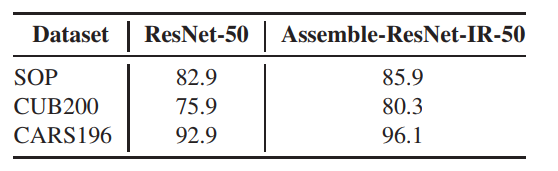 Dataset ResNet-50 Assemble-ResNet-IR-50
SOP 82.9 85.9
CUB200 75.9 80.3
CARS196 92.9 96.1